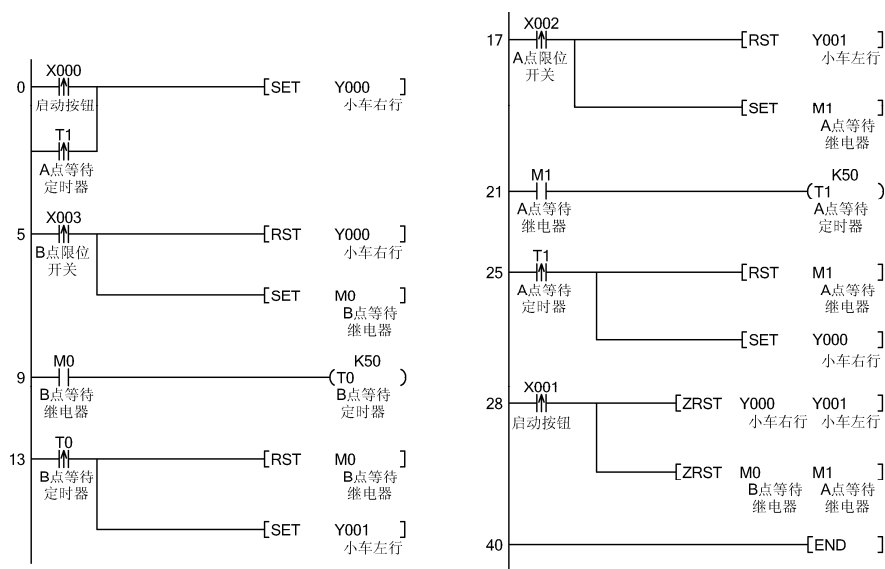 X000
0 [SET Y000 ]
启动按钮 小车右行
T1
A点等待
定时器
X003
5 [RST Y000 ]
B点限位 小车右行
开关
[SET M0 ]
B点等待
继电器
M0 K50
9 (T0 )
B点等待 B点等待
继电器 定时器
T0
13 [RST M0 ]
B点等待 B点等待
定时器 继电器
[SET Y001 ]
小车左行
X002
17 [RST Y001 ]
A点限位 小车左行
开关
[SET M1 ]
A点等待
继电器
M1 K50
21 (T1 )
A点等待 A点等待
继电器 定时器
T1
25 [RST M1 ]
A点等待 A点等待
定时器 继电器
[SET Y000 ]
小车右行
X001
28 [ZRST Y000 Y001 ]
启动按钮 小车右行 小车左行
[ZRST M0 M1 ]
B点等待 A点等待
继电器 继电器
40 [END ]